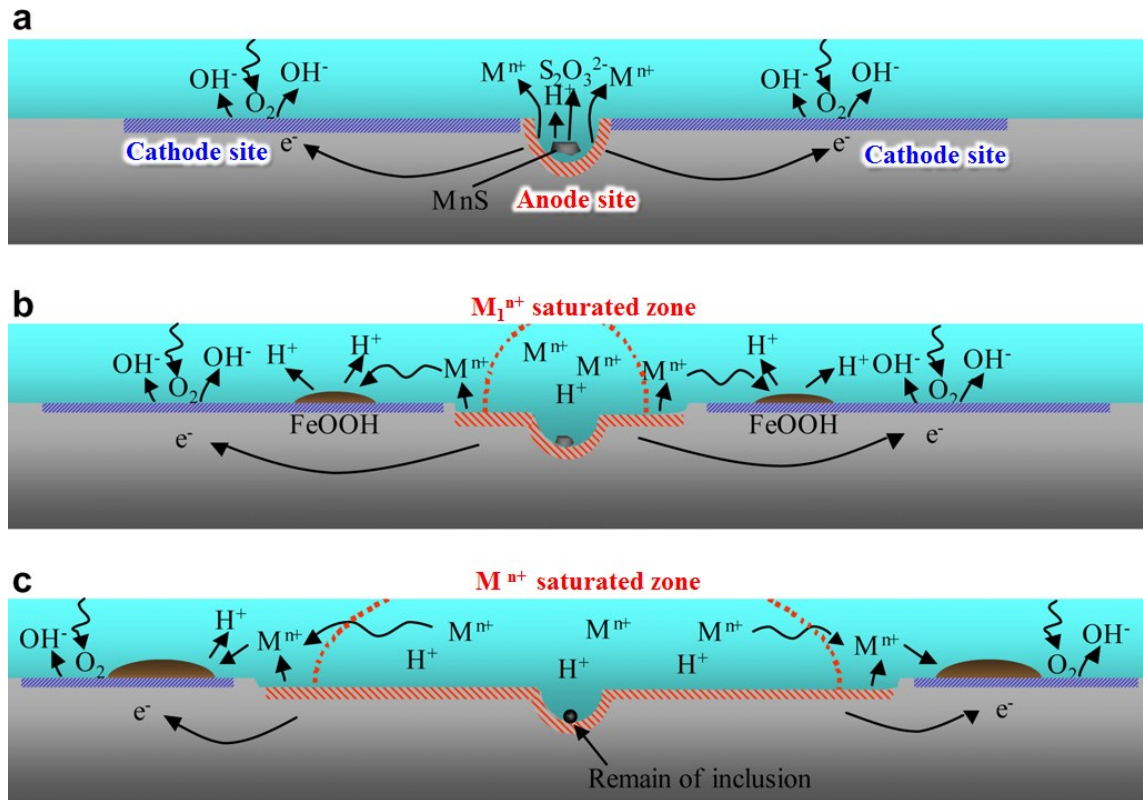 a
OH⁻ OH⁻ Mⁿ⁺ S₂O₃²⁻ Mⁿ⁺ OH⁻ OH⁻
O₂ H⁺ O₂
Cathode site e⁻ e⁻ Cathode site
MnS Anode site
b
M₁ⁿ⁺ saturated zone
OH⁻ OH⁻ H⁺ H⁺ Mⁿ⁺ Mⁿ⁺ Mⁿ⁺ Mⁿ⁺ H⁺ H⁺ OH⁻ OH⁻
O₂ H⁺ O₂
e⁻ FeOOH FeOOH e⁻
c
M ⁿ⁺ saturated zone
OH⁻ H⁺ Mⁿ⁺ Mⁿ⁺ Mⁿ⁺ Mⁿ⁺ Mⁿ⁺ OH⁻
O₂ H⁺ H⁺ H⁺ O₂
e⁻ e⁻
Remain of inclusion